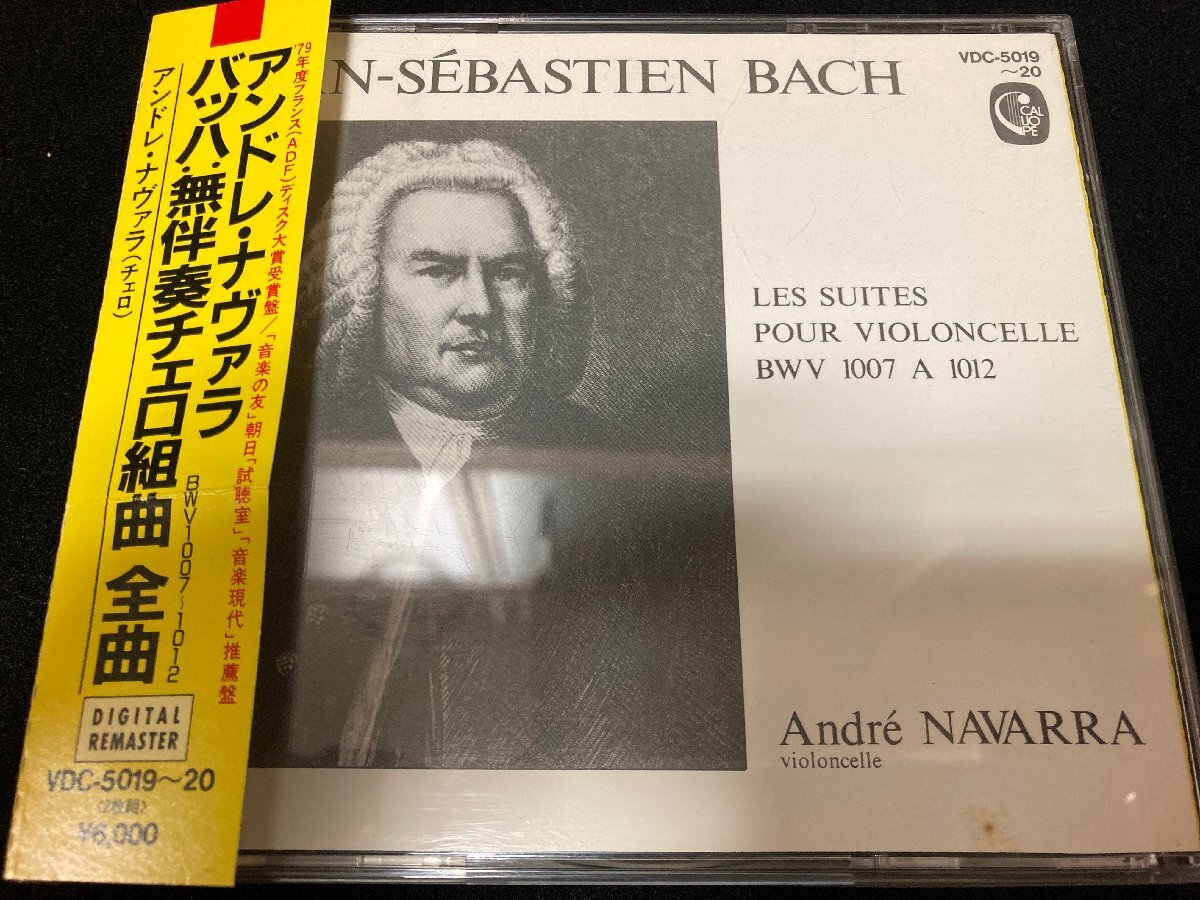 '79年度フランス(ADF)ディスク大賞受賞盤/「音楽の友」朝日「試聴室」「音楽現代」推薦盤
アンドレ・ナヴァラ
バッハ:無伴奏チェロ組曲 全曲
BWV1007~1012
アンドレ・ナヴァラ(チェロ)
DIGITAL
REMASTER
VDC-5019~20
〈2枚組〉
¥6,000
AN-SÉBASTIEN BACH
VDC-5019
~20
CAL
LIO
PE
LES SUITES
POUR VIOLONCELLE
BWV 1007 A 1012
André NAVARRA
violoncelle